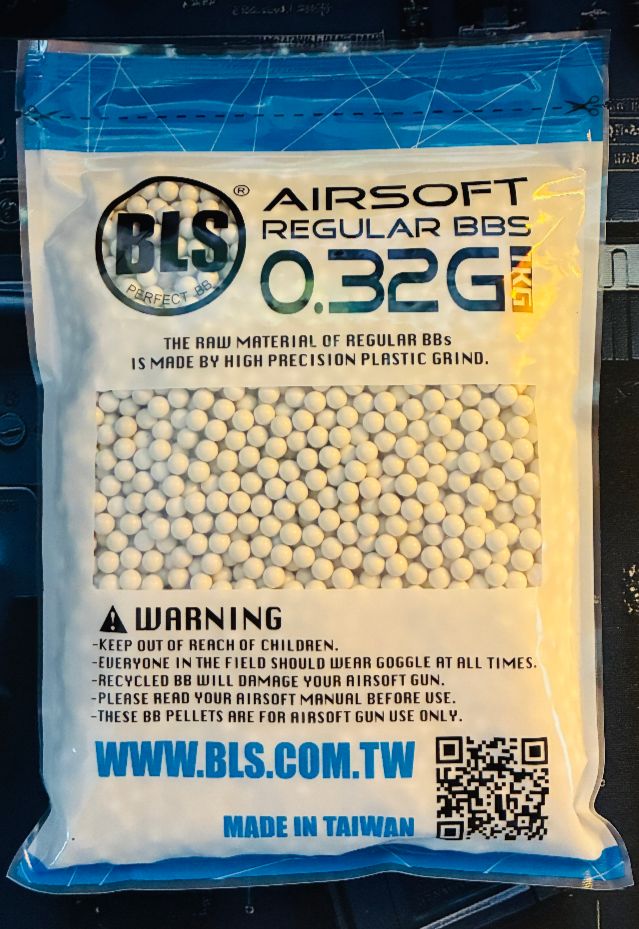 BLS®
PERFECT BB
AIRSOFT
REGULAR BBS
0.32G
1KG
THE RAW MATERIAL OF REGULAR BBs
IS MADE BY HIGH PRECISION PLASTIC GRIND.
WARNING
-KEEP OUT OF REACH OF CHILDREN.
-EVERYONE IN THE FIELD SHOULD WEAR GOGGLE AT ALL TIMES.
-RECYCLED BB WILL DAMAGE YOUR AIRSOFT GUN.
-PLEASE READ YOUR AIRSOFT MANUAL BEFORE USE.
-THESE BB PELLETS ARE FOR AIRSOFT GUN USE ONLY.
WWW.BLS.COM.TW
MADE IN TAIWAN